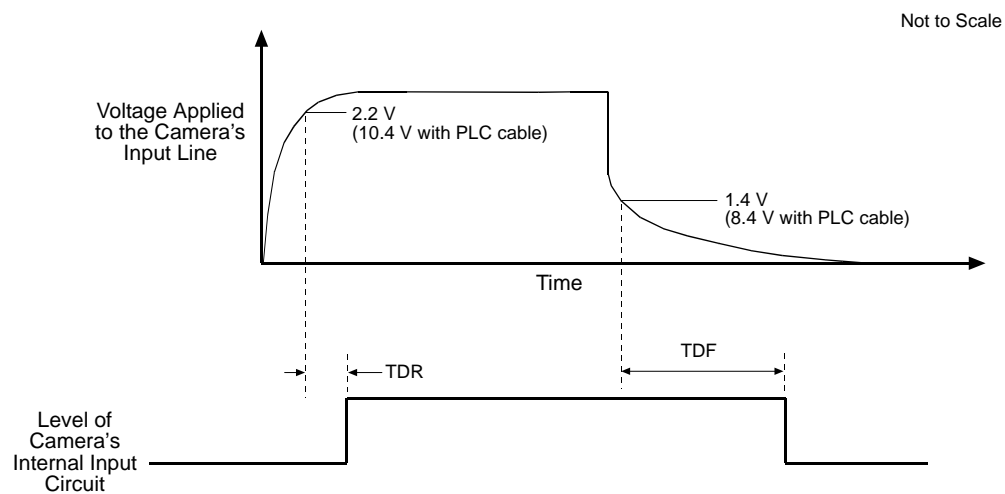 Not to Scale
Voltage Applied
to the Camera's
Input Line
2.2 V
(10.4 V with PLC cable)
1.4 V
(8.4 V with PLC cable)
Time
TDR
TDF
Level of
Camera's
Internal Input
Circuit